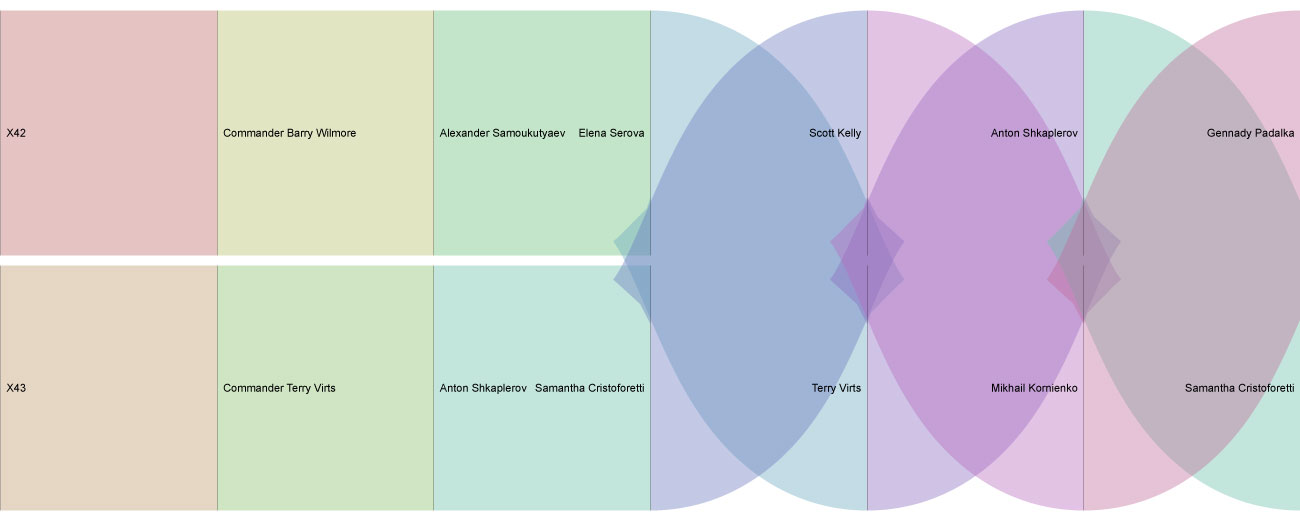 X42
Commander Barry Wilmore
Alexander Samoukutyaev
Elena Serova
Scott Kelly
Anton Shkaplerov
Gennady Padalka
X43
Commander Terry Virts
Anton Shkaplerov
Samantha Cristoforetti
Terry Virts
Mikhail Kornienko
Samantha Cristoforetti